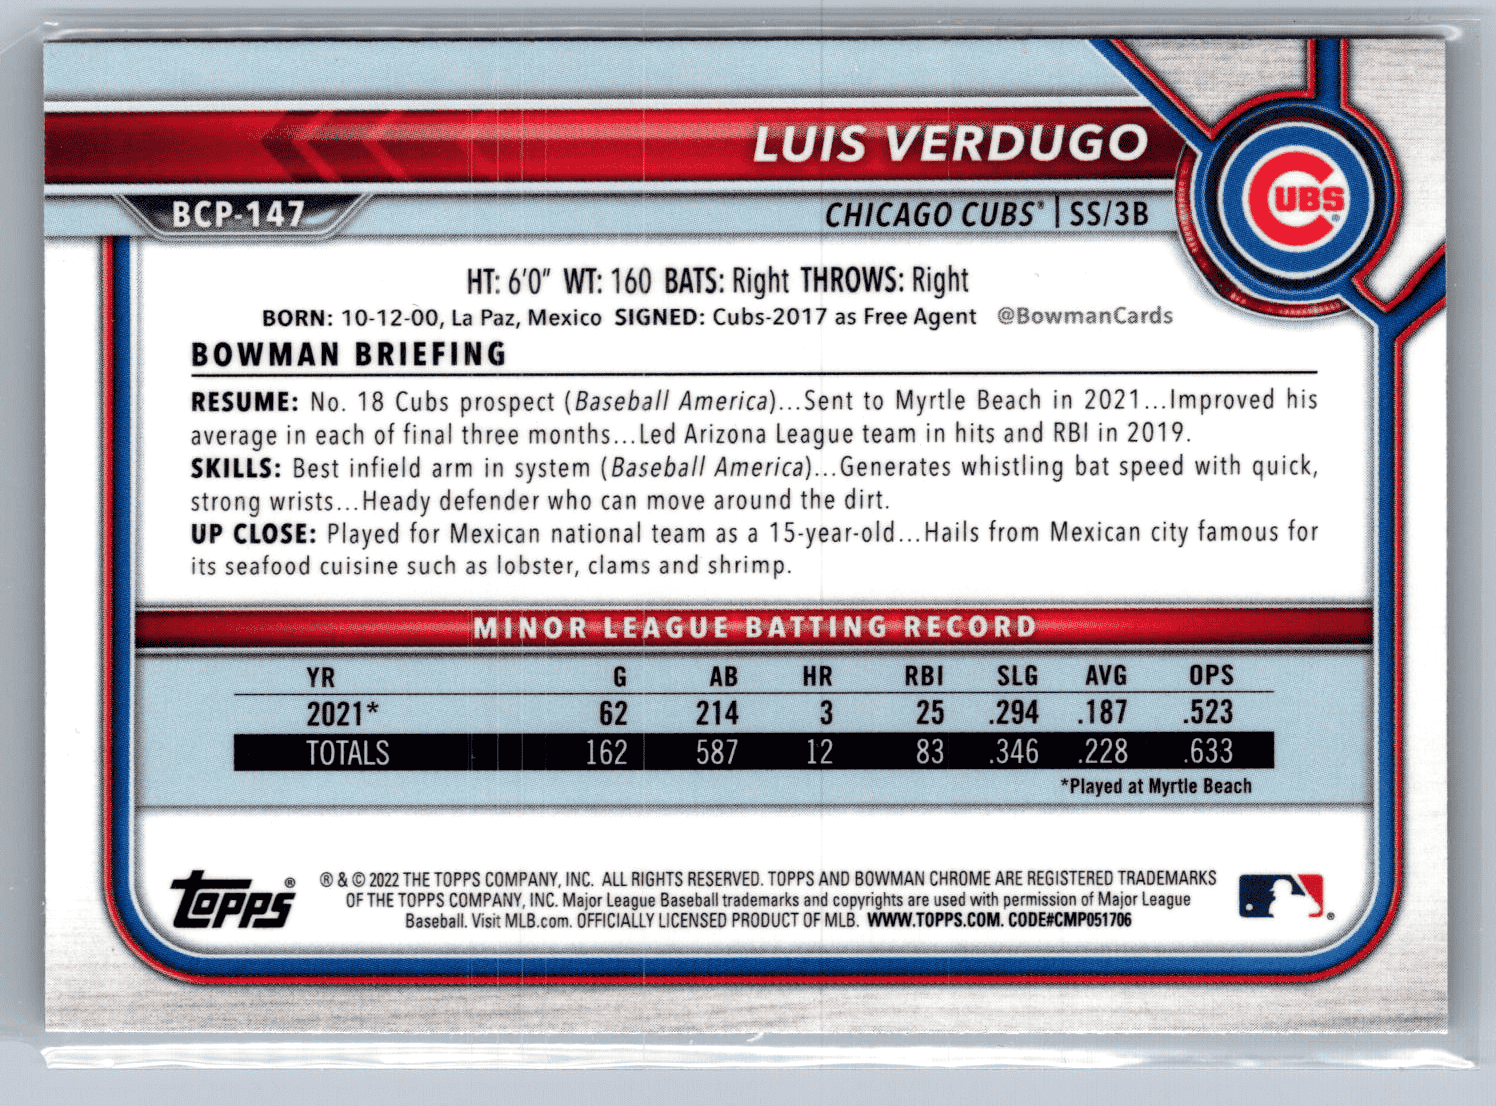 LUIS VERDUGO
BCP-147
CHICAGO CUBS® | SS/3B
CUBS®
HT: 6'0" WT: 160 BATS: Right THROWS: Right
BORN: 10-12-00, La Paz, Mexico SIGNED: Cubs-2017 as Free Agent @BowmanCards
BOWMAN BRIEFING
RESUME: No. 18 Cubs prospect (Baseball America)...Sent to Myrtle Beach in 2021...Improved his
average in each of final three months...Led Arizona League team in hits and RBI in 2019.
SKILLS: Best infield arm in system (Baseball America)...Generates whistling bat speed with quick,
strong wrists...Heady defender who can move around the dirt.
UP CLOSE: Played for Mexican national team as a 15-year-old...Hails from Mexican city famous for
its seafood cuisine such as lobster, clams and shrimp.
MINOR LEAGUE BATTING RECORD
YR G AB HR RBI SLG AVG OPS
2021* 62 214 3 25 .294 .187 .523
TOTALS 162 587 12 83 .346 .228 .633
*Played at Myrtle Beach
TOPPS®
® & © 2022 THE TOPPS COMPANY, INC. ALL RIGHTS RESERVED. TOPPS AND BOWMAN CHROME ARE REGISTERED TRADEMARKS
OF THE TOPPS COMPANY, INC. Major League Baseball trademarks and copyrights are used with permission of Major League
Baseball. Visit MLB.com. OFFICIALLY LICENSED PRODUCT OF MLB. WWW.TOPPS.COM. CODE#CMP051706